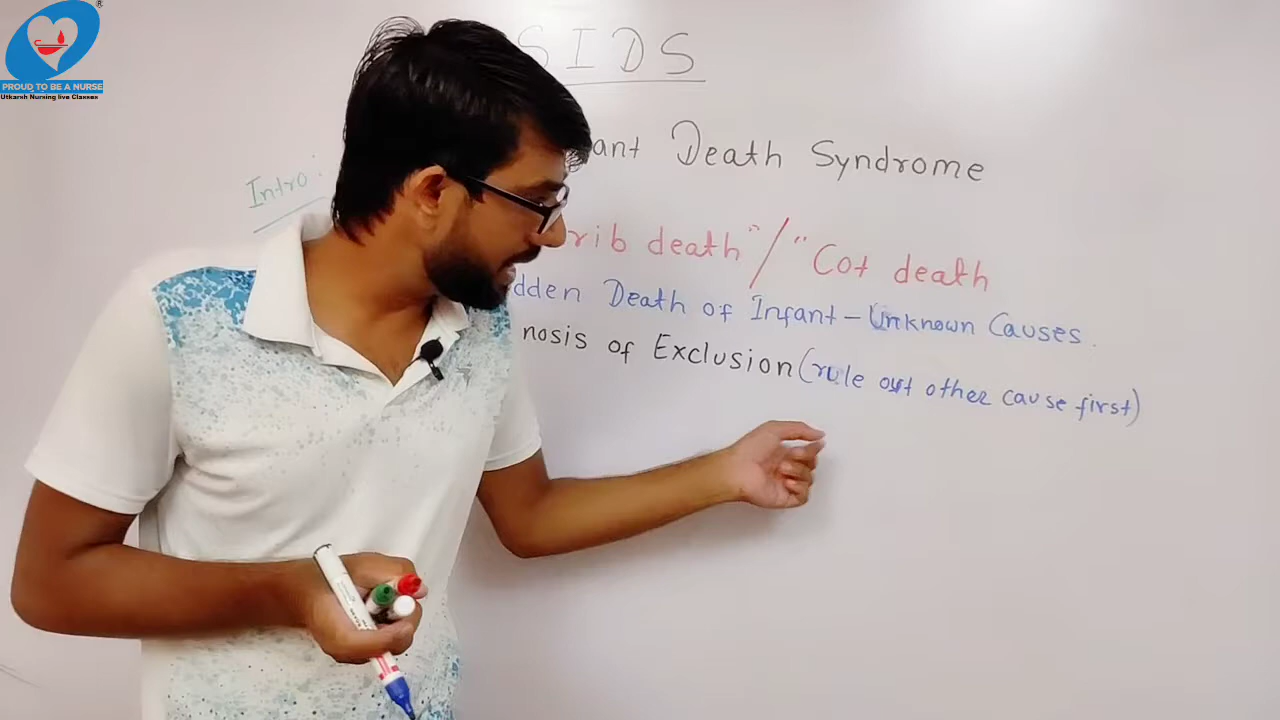 ®
PROUD TO BE A NURSE
Utkarsh Nursing live Classes
SIDS
ant Death Syndrome
Intro.
rib death"/"Cot death
dden Death of Infant - Unknown Causes.
nosis of Exclusion (rule out other cause first)